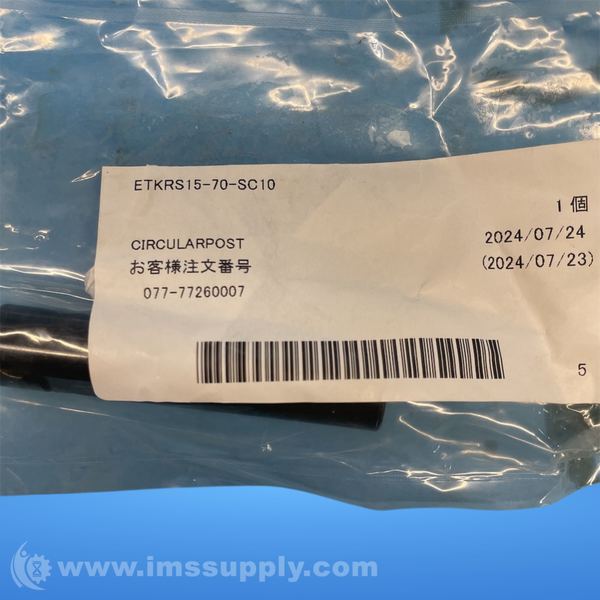 ETKRS15-70-SC10
1個
CIRCULARPOST
2024/07/24
お客様注文番号
(2024/07/23)
077-77260007
5
www.imssupply.com